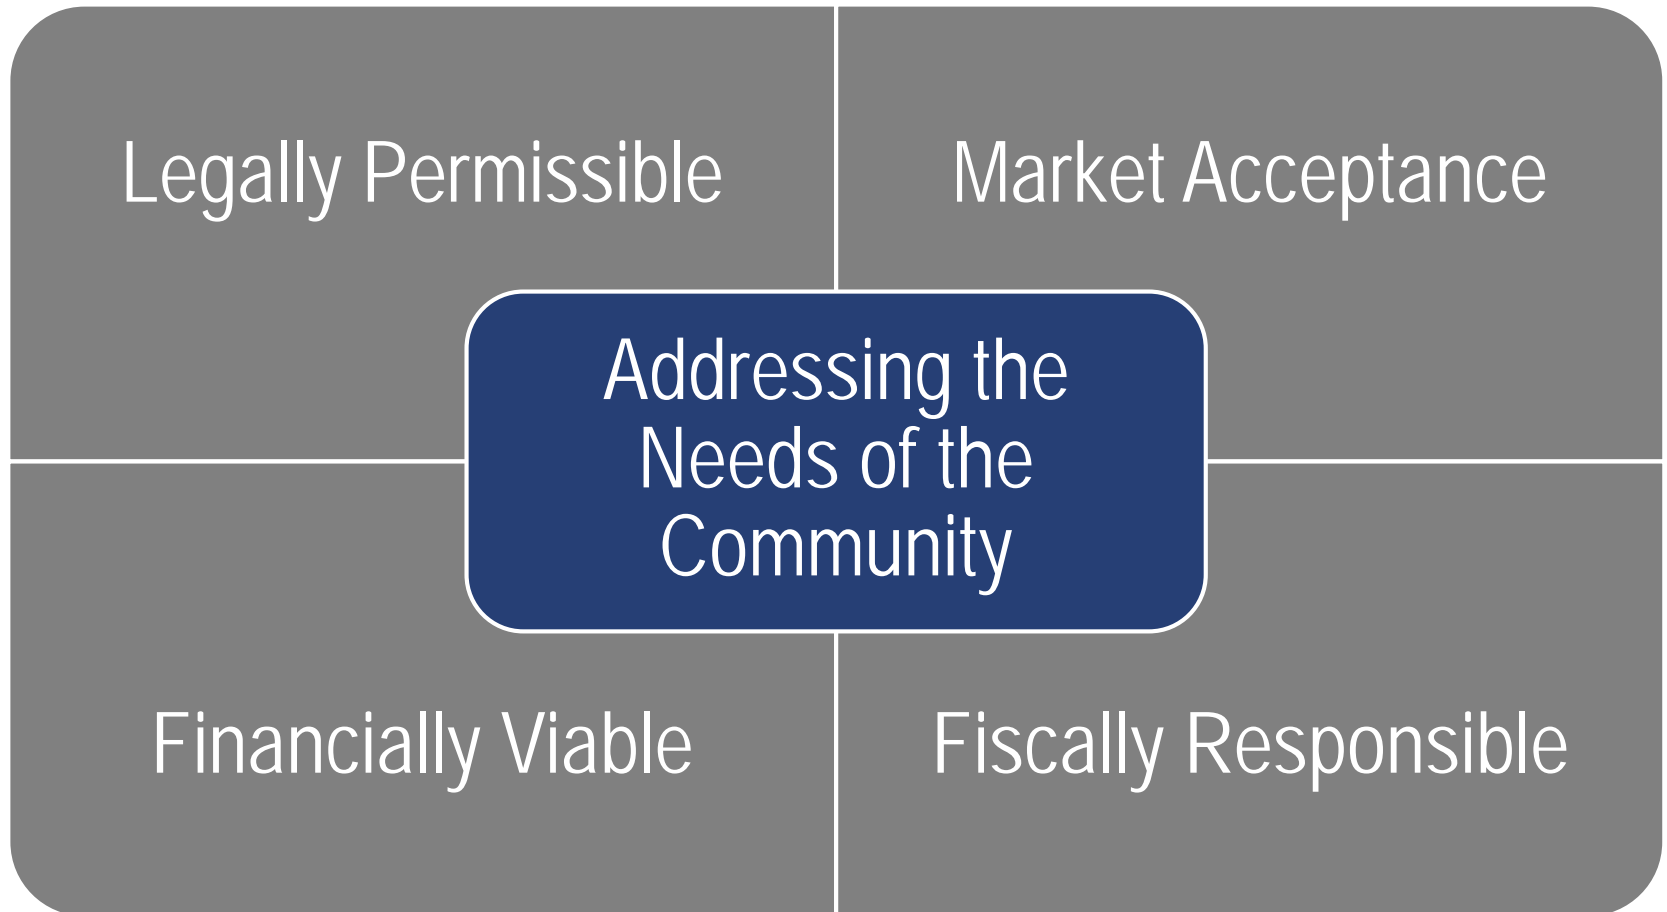 Legally Permissible
Market Acceptance
Addressing the
Needs of the
Community
Financially Viable
Fiscally Responsible